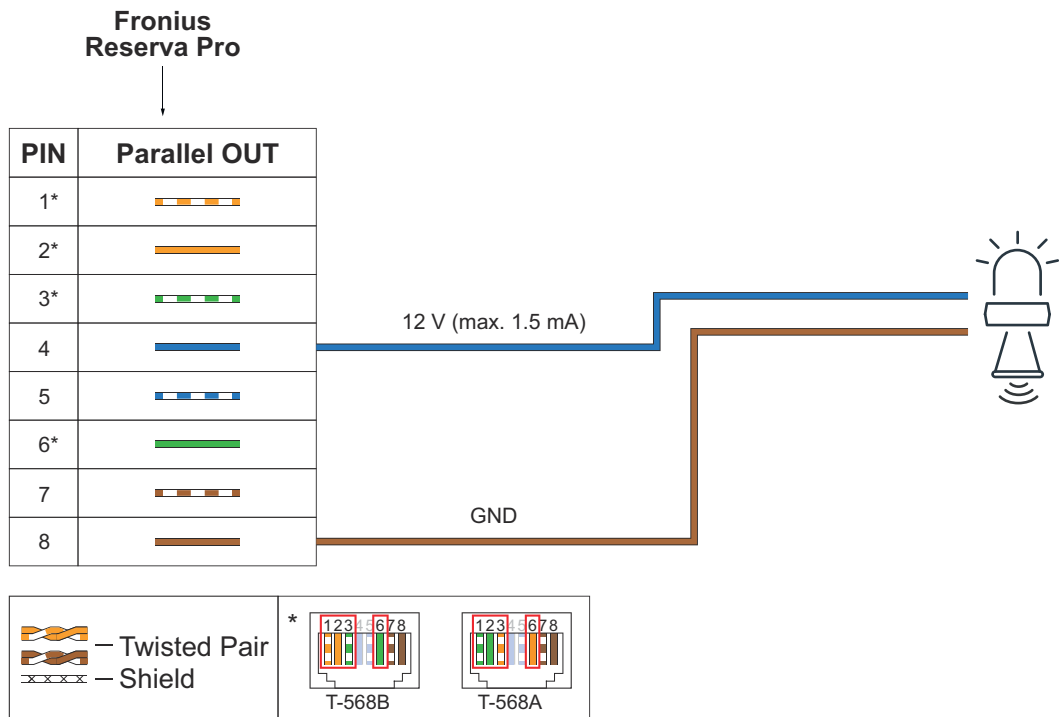 Fronius
Reserva Pro
PIN Parallel OUT
1*
2*
3*
4
5
6*
7
8
12 V (max. 1.5 mA)
GND
Twisted Pair
Shield
*
12345678
T-568B
12345678
T-568A